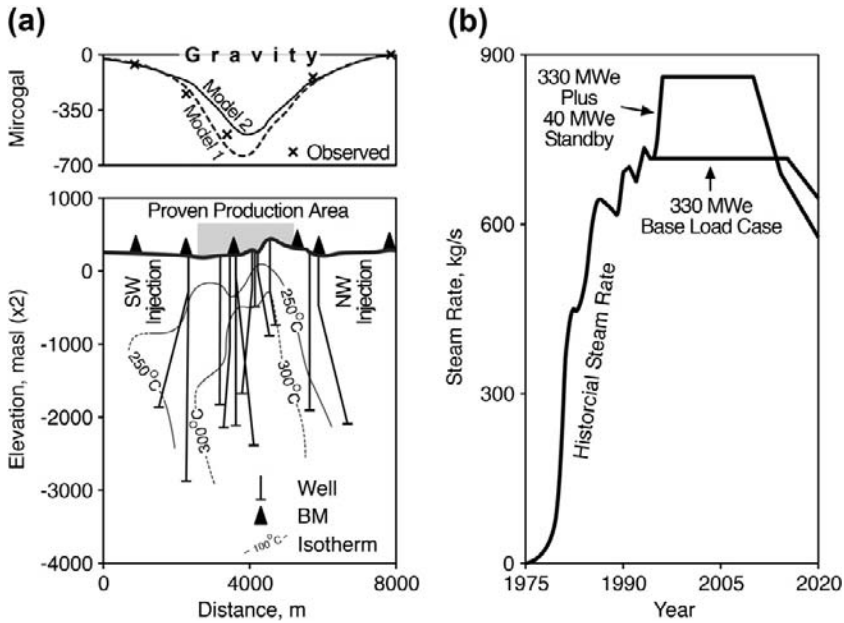 (a)
0
-350
-700
Mircogal
Gravity
Model 2
Model 1
× Observed
1000
0
-1000
-2000
-3000
-4000
Elevation, masl (x2)
Proven Production Area
SW
Injection
NW
Injection
250°C
250°C
300°C
300°C
Well
BM
-100°C- Isotherm
0
4000
8000
Distance, m
(b)
900
600
300
0
Steam Rate, kg/s
330 MWe
Plus
40 MWe
Standby
330 MWe
Base Load Case
Historcial Steam Rate
1975
1990
2005
2020
Year